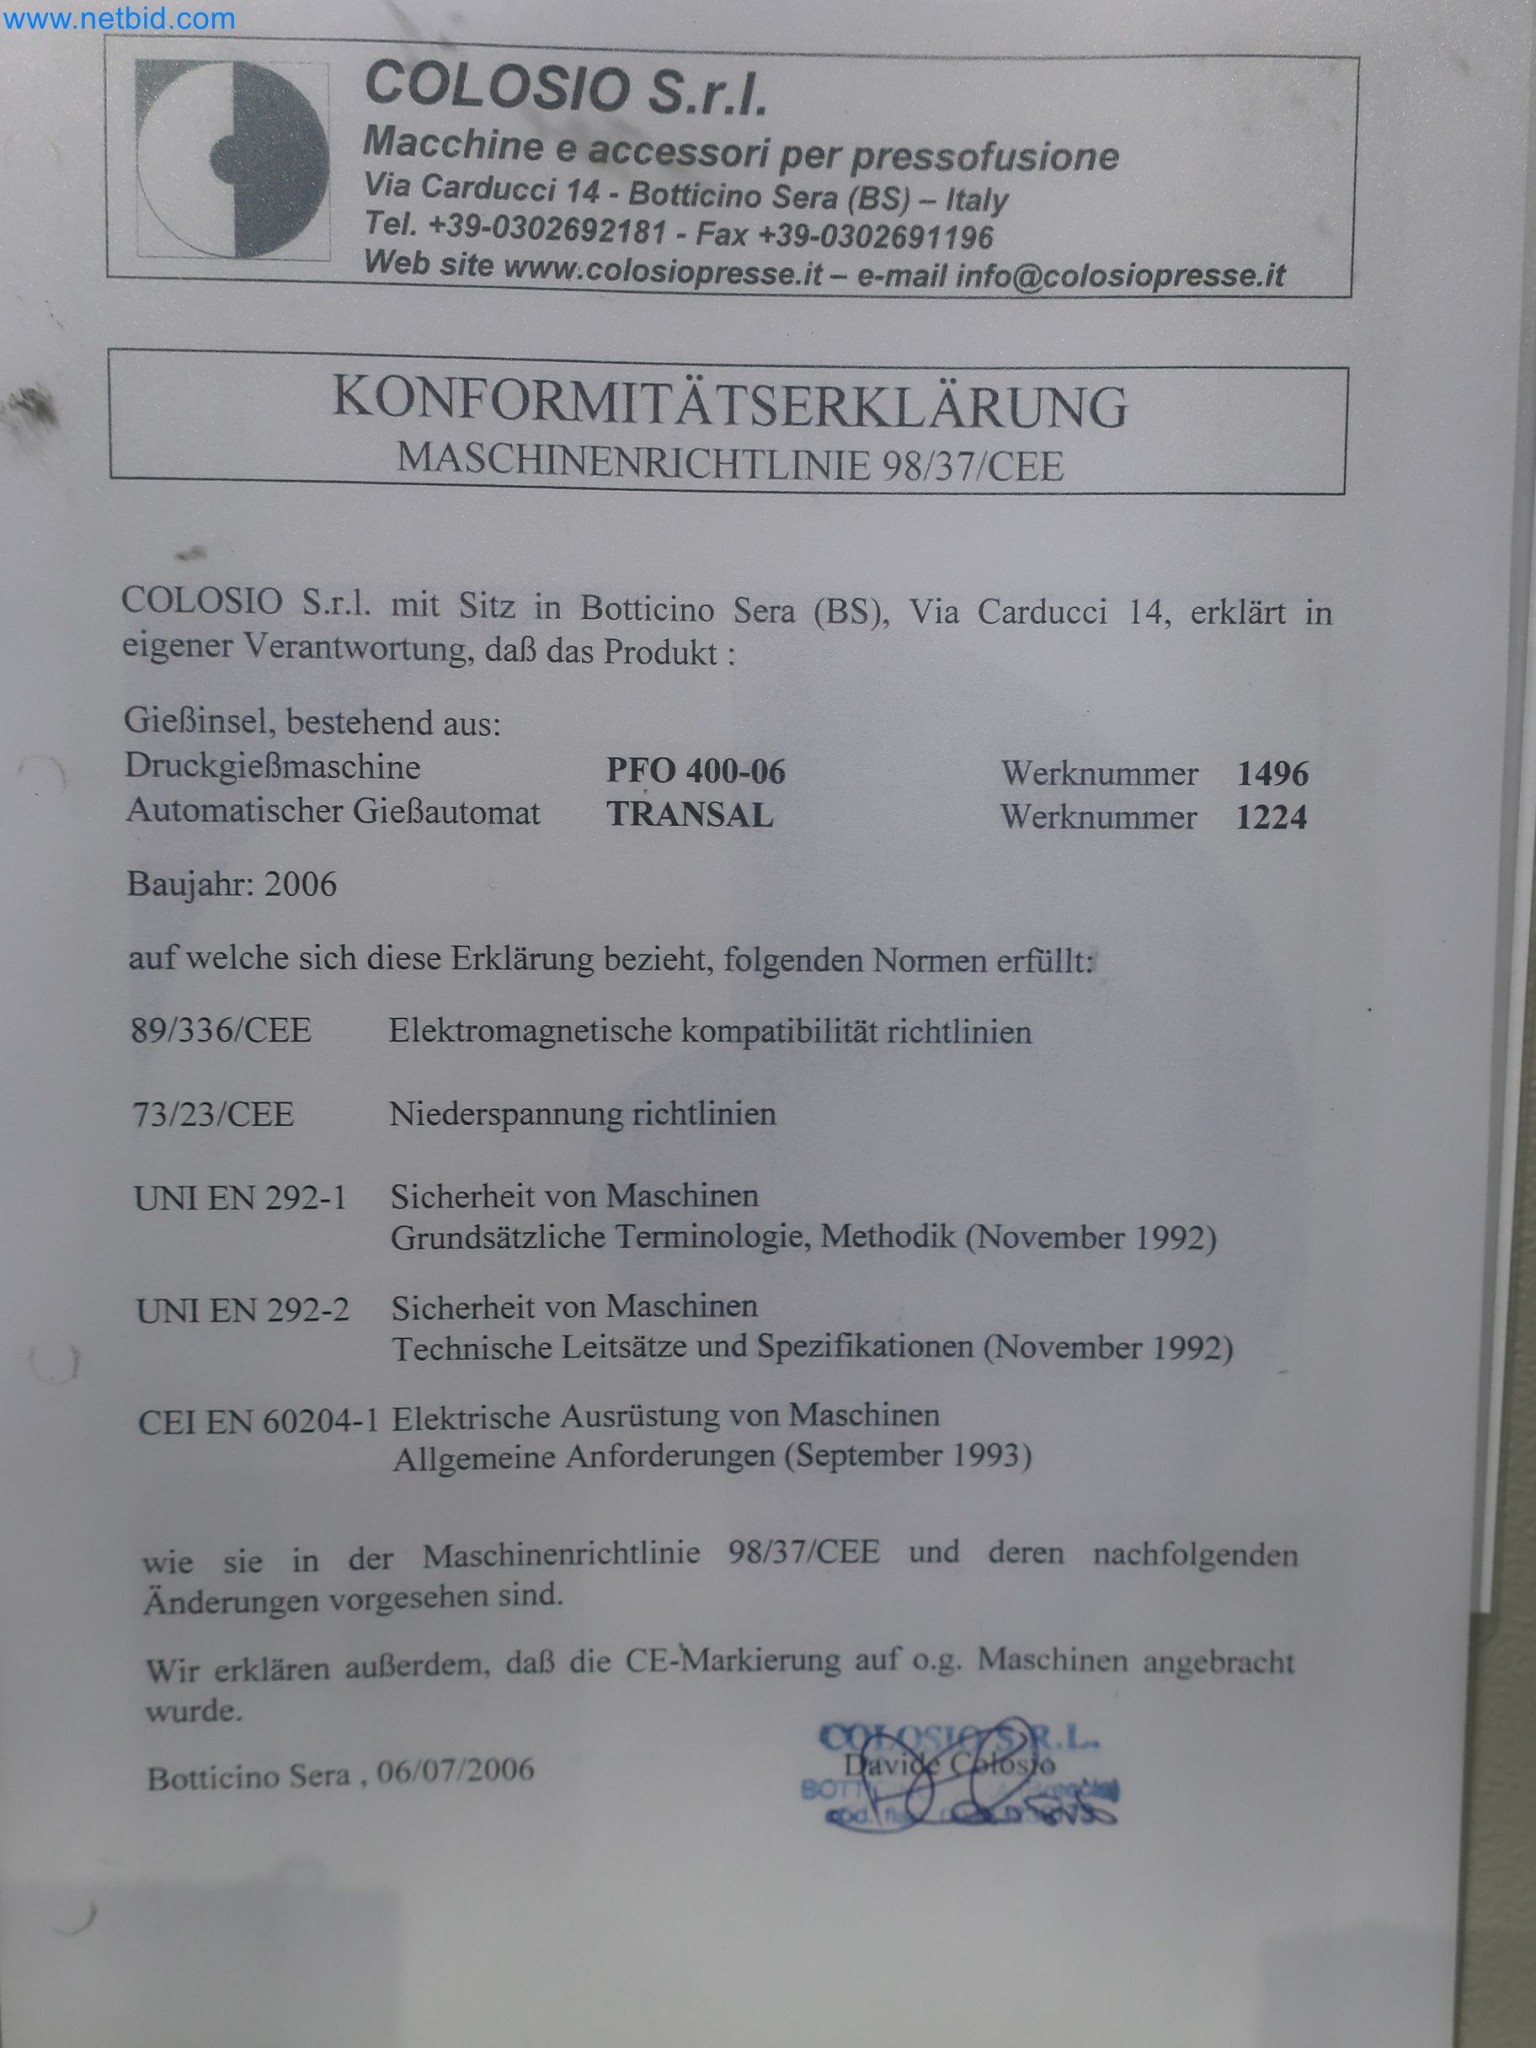 www.netbid.com
COLOSIO S.r.l.
Macchine e accessori per pressofusione
Via Carducci 14 - Botticino Sera (BS) – Italy
Tel. +39-0302692181 - Fax +39-0302691196
Web site www.colosiopresse.it – e-mail info@colosiopresse.it
KONFORMITÄTSERKLÄRUNG
MASCHINENRICHTLINIE 98/37/CEE
COLOSIO S.r.l. mit Sitz in Botticino Sera (BS), Via Carducci 14, erklärt in
eigener Verantwortung, daß das Produkt :
Gießinsel, bestehend aus:
Druckgießmaschine PFO 400-06 Werknummer 1496
Automatischer Gießautomat TRANSAL Werknummer 1224
Baujahr: 2006
auf welche sich diese Erklärung bezieht, folgenden Normen erfüllt:
89/336/CEE Elektromagnetische kompatibilität richtlinien
73/23/CEE Niederspannung richtlinien
UNI EN 292-1 Sicherheit von Maschinen
Grundsätzliche Terminologie, Methodik (November 1992)
UNI EN 292-2 Sicherheit von Maschinen
Technische Leitsätze und Spezifikationen (November 1992)
CEI EN 60204-1 Elektrische Ausrüstung von Maschinen
Allgemeine Anforderungen (September 1993)
wie sie in der Maschinenrichtlinie 98/37/CEE und deren nachfolgenden
Änderungen vorgesehen sind.
Wir erklären außerdem, daß die CE-Markierung auf o.g. Maschinen angebracht
wurde.
COLOSIO S.R.L.
Botticino Sera , 06/07/2006 Davide Colosio